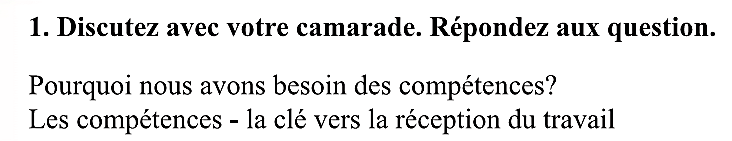 1. Discutez avec votre camarade. Répondez aux question.
Pourquoi nous avons besoin des compétences?
Les compétences - la clé vers la réception du travail